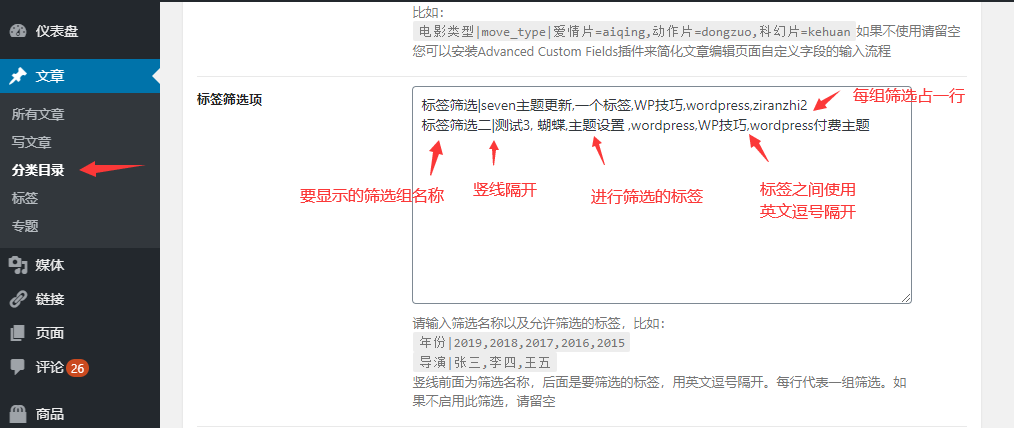 仪表盘
文章
所有文章
写文章
分类目录
标签
专题
媒体
链接
页面
评论 26
商品
比如：
电影类型|move_type|爱情片=aiqing,动作片=dongzuo,科幻片=kehuan 如果不使用请留空
您可以安装Advanced Custom Fields插件来简化文章编辑页面自定义字段的输入流程
标签筛选项
标签筛选|seven主题更新,一个标签,WP技巧,wordpress,ziranzhi2
标签筛选二|测试3, 蝴蝶,主题设置 ,wordpress,WP技巧,wordpress付费主题
每组筛选占一行
要显示的筛选组名称
竖线隔开
进行筛选的标签
标签之间使用
英文逗号隔开
请输入筛选名称以及允许筛选的标签，比如：
年份|2019,2018,2017,2016,2015
导演|张三,李四,王五
竖线前面为筛选名称，后面是要筛选的标签，用英文逗号隔开。每行代表一组筛选。如
果不启用此筛选，请留空